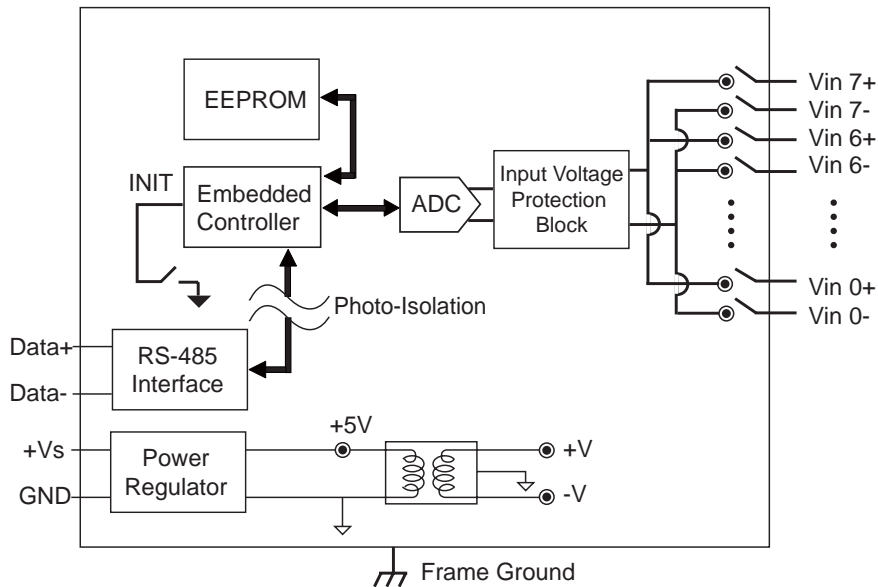 EEPROM
INIT
Embedded
Controller
ADC
Input Voltage
Protection
Block
Vin 7+
Vin 7-
Vin 6+
Vin 6-
Vin 0+
Vin 0-
Photo-Isolation
Data+
Data-
RS-485
Interface
+Vs
GND
Power
Regulator
+5V
+V
-V
Frame Ground